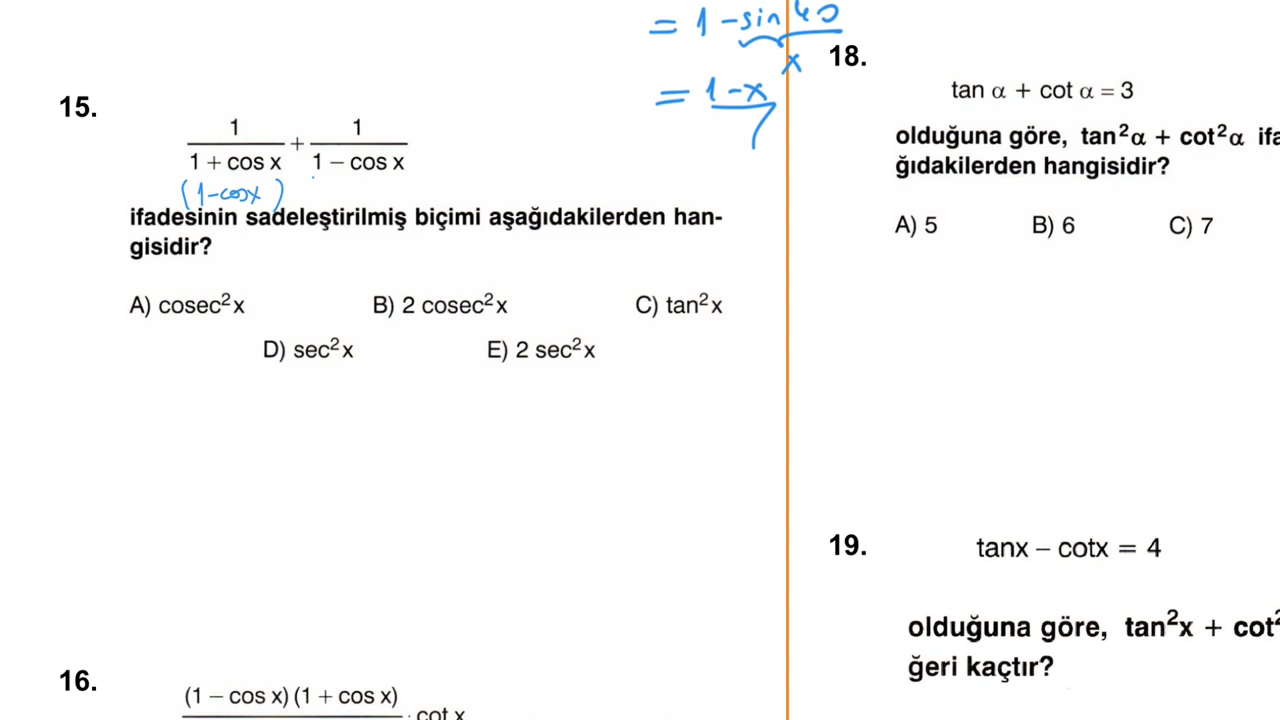 = 1 - sin 40
x
= 1 - x
15.
1/(1 + cos x) + 1/(1 − cos x)
(1-cosx)
ifadesinin sadeleştirilmiş biçimi aşağıdakilerden han-
gisidir?
A) cosec²x B) 2 cosec²x C) tan²x
D) sec²x E) 2 sec²x
16.
(1 − cos x) (1 + cos x)
· cot x
18.
tan α + cot α = 3
olduğuna göre, tan²α + cot²α
ğıdakilerden hangisidir?
A) 5 B) 6 C) 7
19.
tanx − cotx = 4
olduğuna göre, tan²x + cot²
ğeri kaçtır?